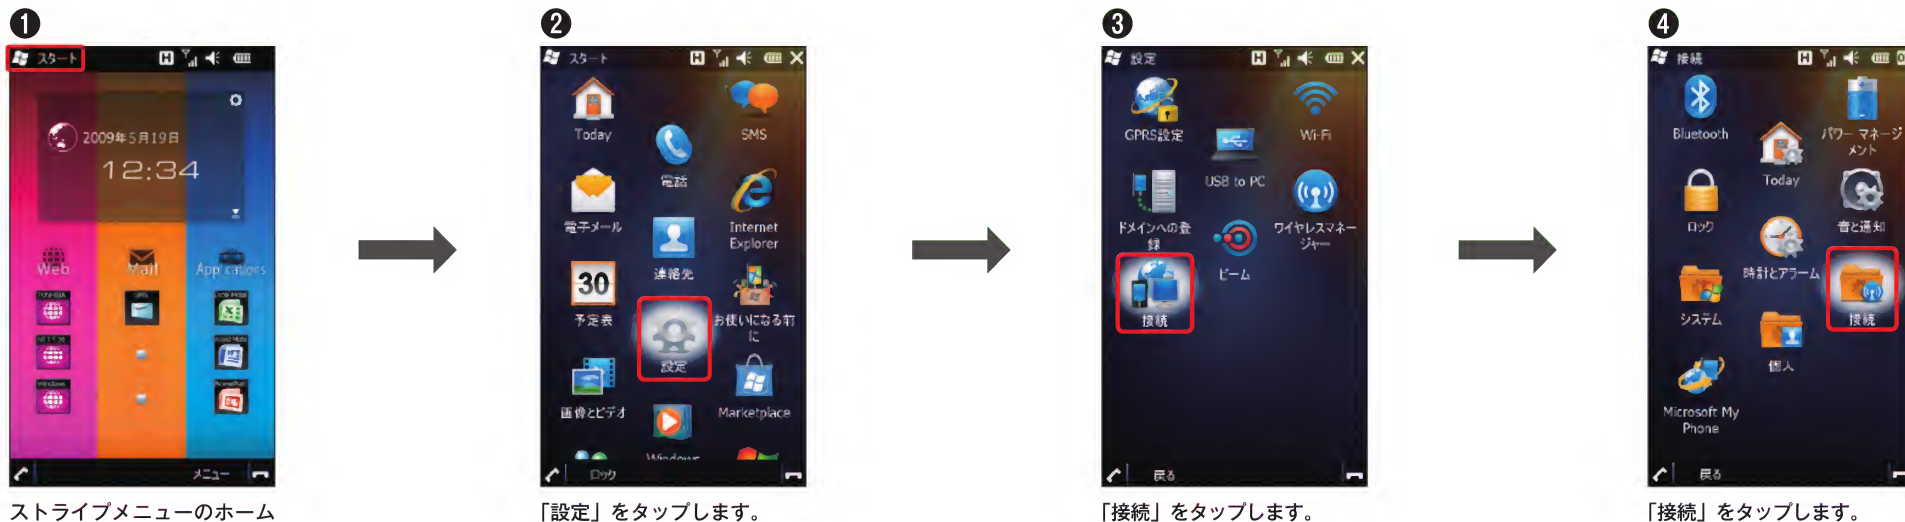 1
スタート
2009年5月19日
12:34
Web
Mail
Applications
メニュー
ストライプメニューのホーム
2
スタート
Today
SMS
電話
電子メール
Internet
Explorer
連絡先
30
予定表
お使いになる前
に
設定
画像とビデオ
Marketplace
Windows
ロック
「設定」をタップします。
3
設定
GPRS設定
Wi-Fi
USB to PC
ドメインへの登
録
ワイヤレスマネー
ジャー
ビーム
接続
戻る
「接続」をタップします。
4
接続
Bluetooth
パワー マネージ
メント
Today
ロック
音と通知
時計とアラーム
システム
接続
個人
Microsoft My
Phone
戻る
「接続」をタップします。